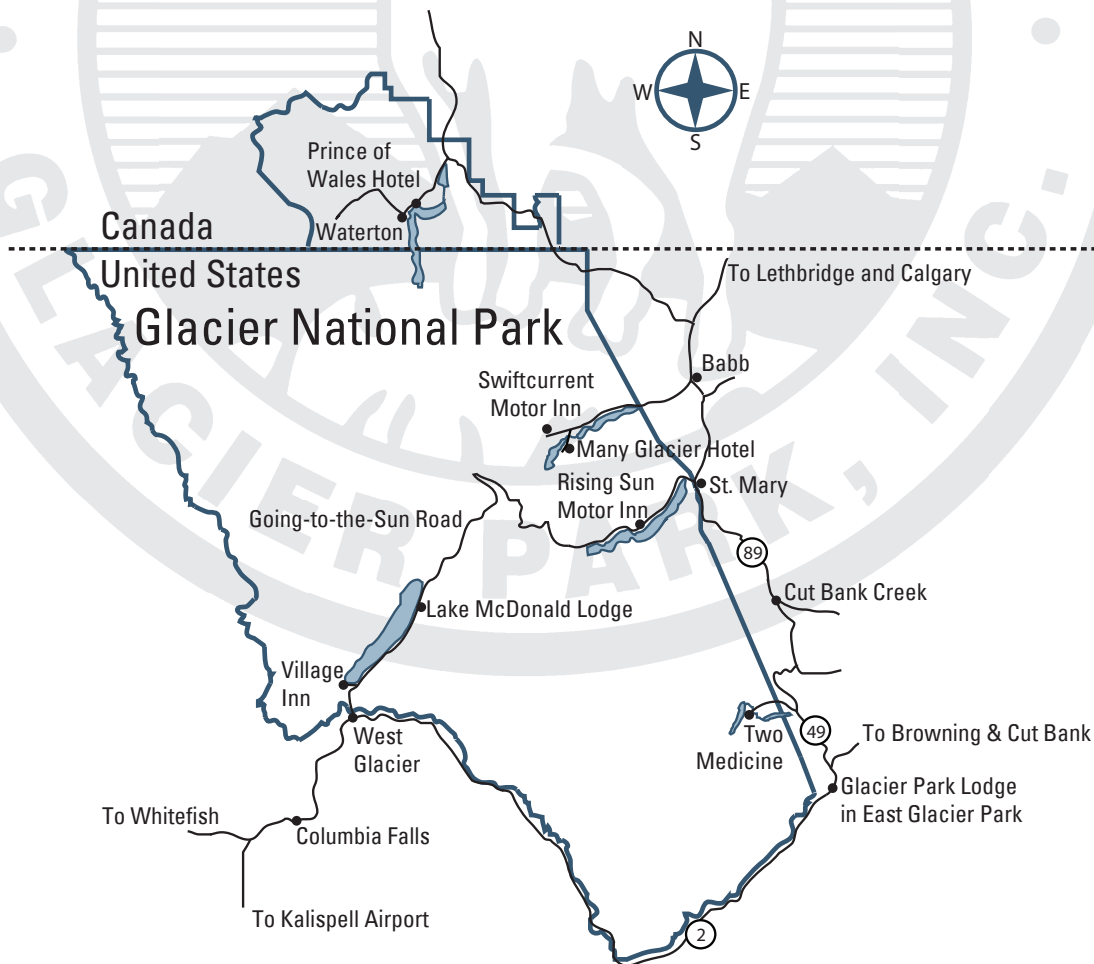 GLACIER PARK, INC.
N
W
E
S
Prince of
Wales Hotel
Waterton
Canada
United States
To Lethbridge and Calgary
Glacier National Park
Babb
Swiftcurrent
Motor Inn
Many Glacier Hotel
Rising Sun
Motor Inn
St. Mary
Going-to-the-Sun Road
89
Cut Bank Creek
Lake McDonald Lodge
Village
Inn
West
Glacier
Two
Medicine
49
To Browning & Cut Bank
Glacier Park Lodge
in East Glacier Park
To Whitefish
Columbia Falls
To Kalispell Airport
2